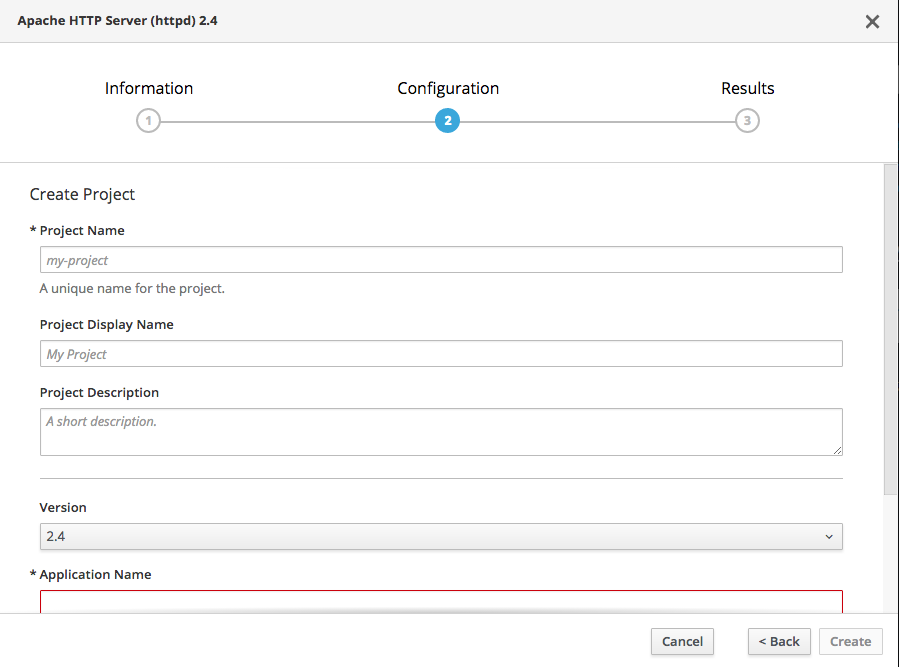 Apache HTTP Server (httpd) 2.4
Information Configuration Results
1 2 3
Create Project
* Project Name
my-project
A unique name for the project.
Project Display Name
My Project
Project Description
A short description.
Version
2.4
* Application Name
Cancel < Back Create